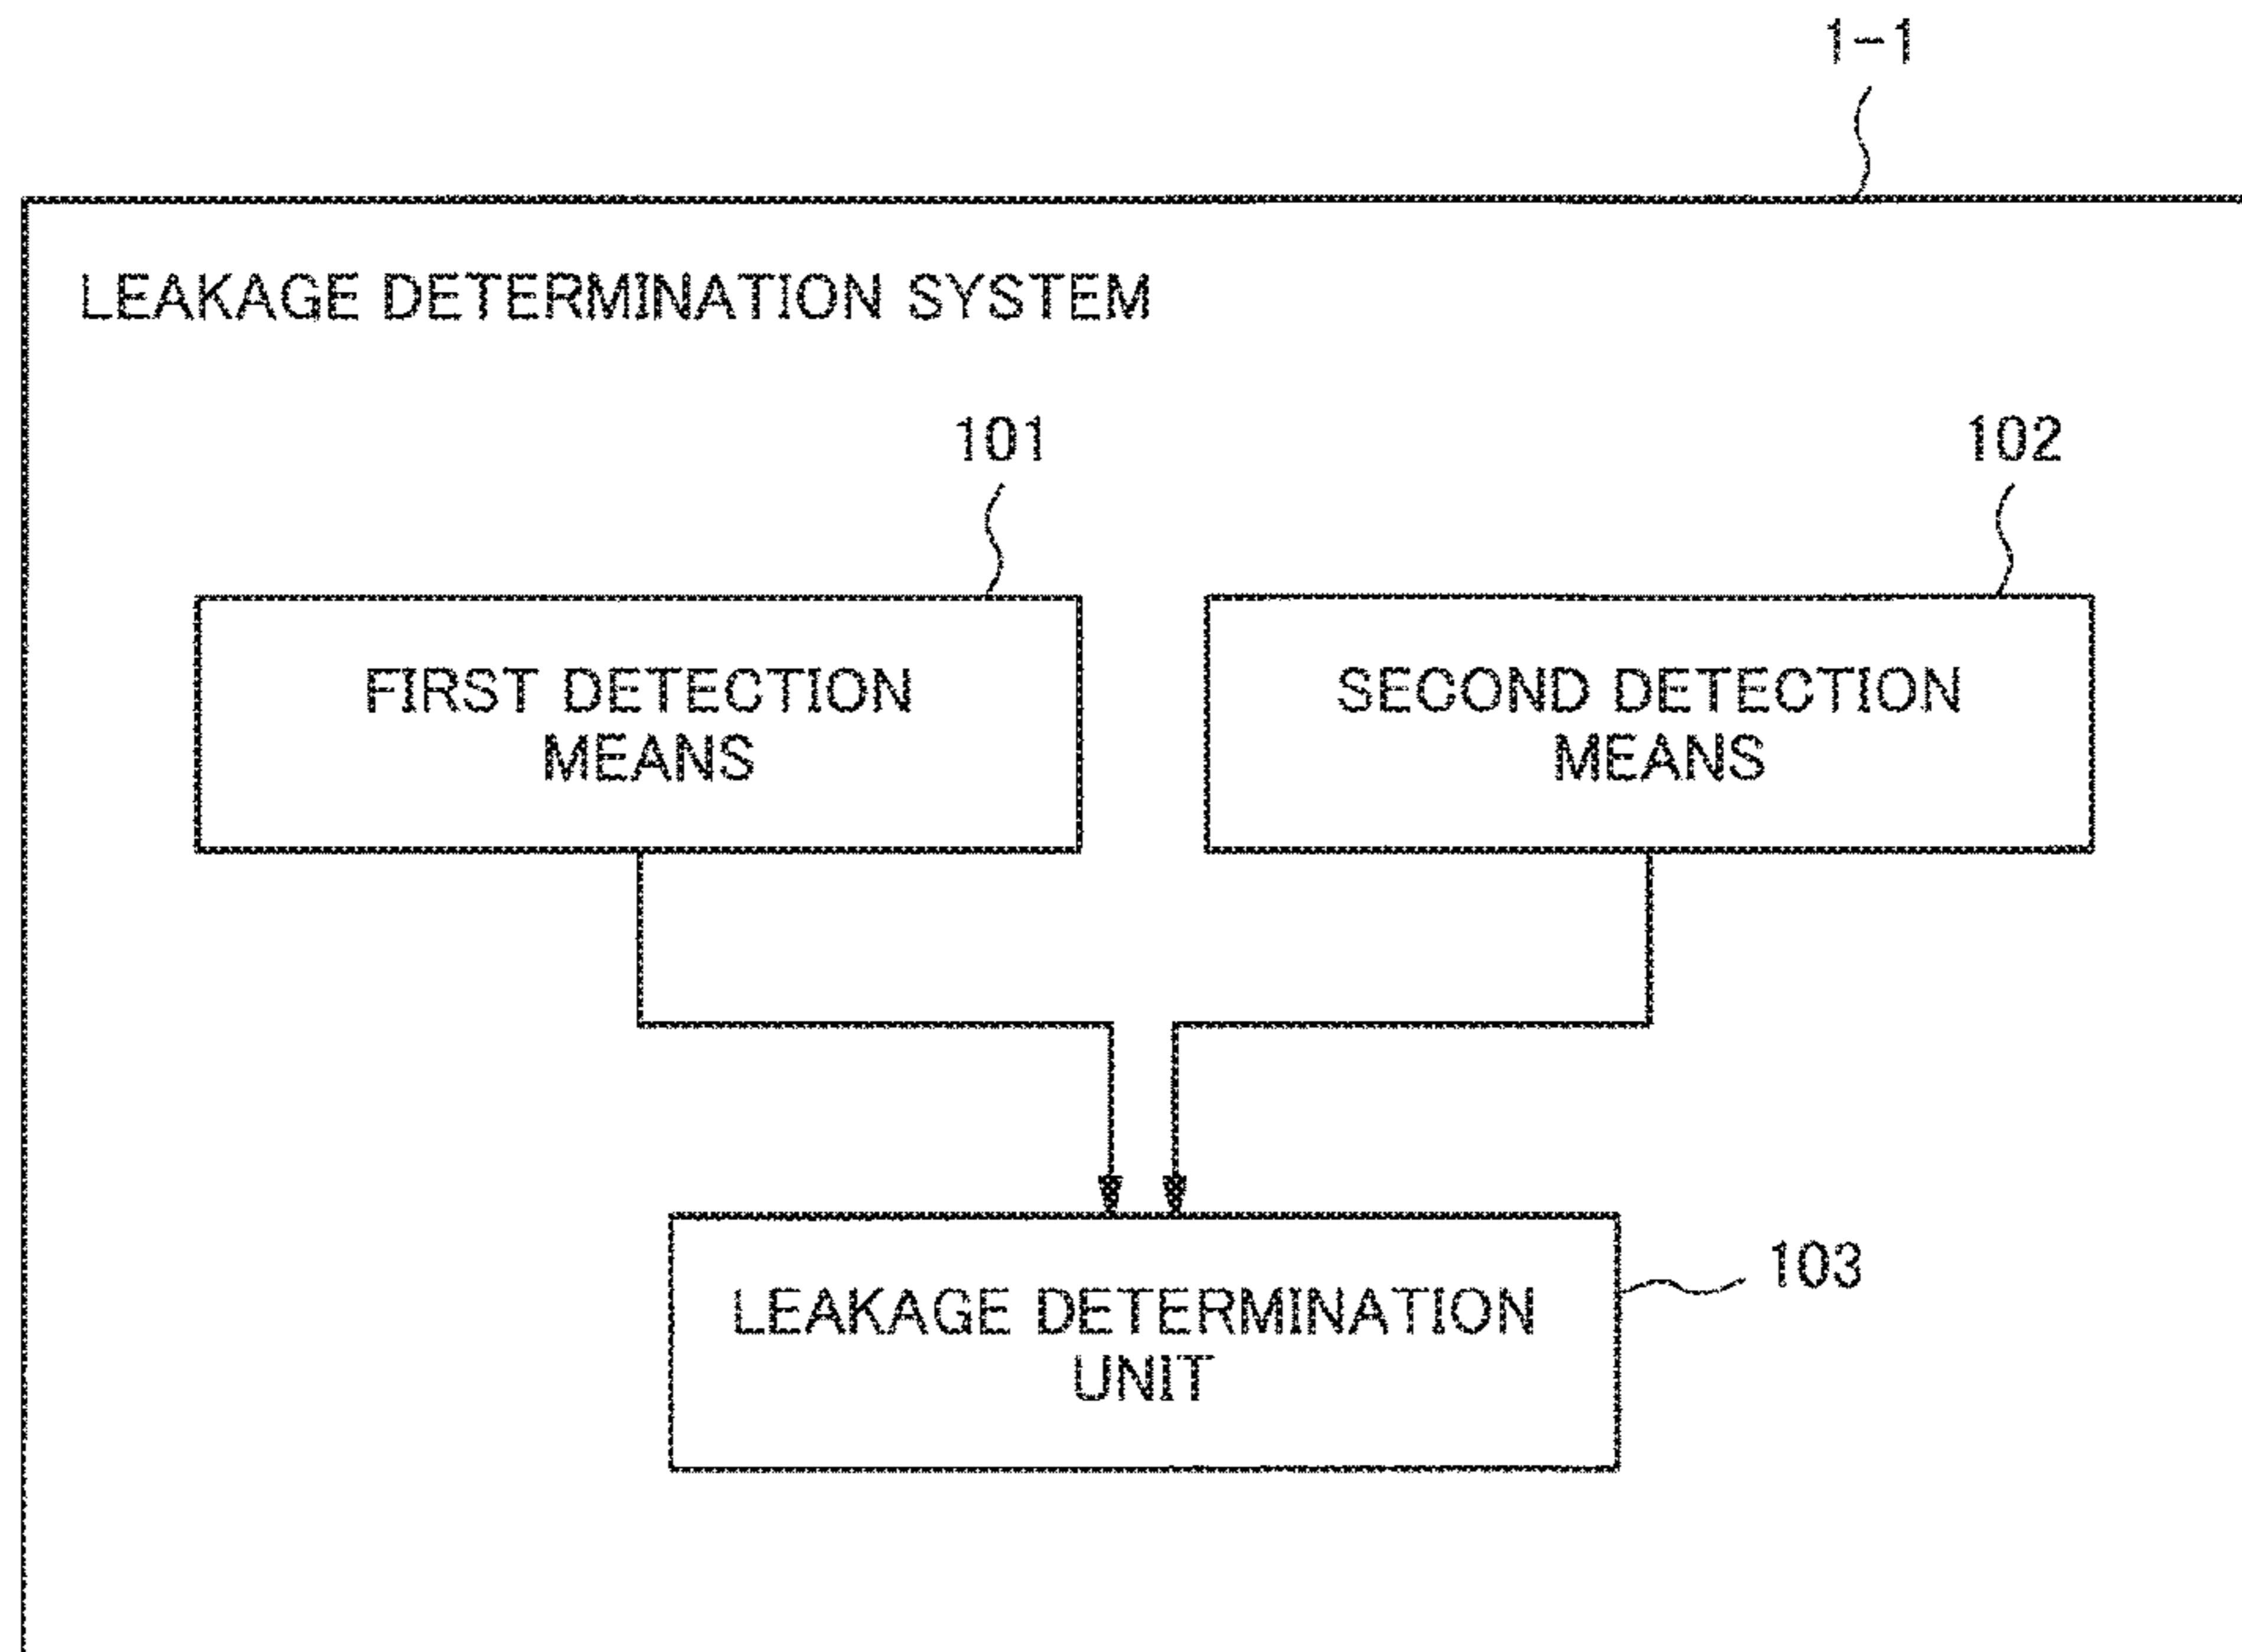 1-1
LEAKAGE DETERMINATION SYSTEM
101
102
FIRST DETECTION
MEANS
SECOND DETECTION
MEANS
103
LEAKAGE DETERMINATION
UNIT